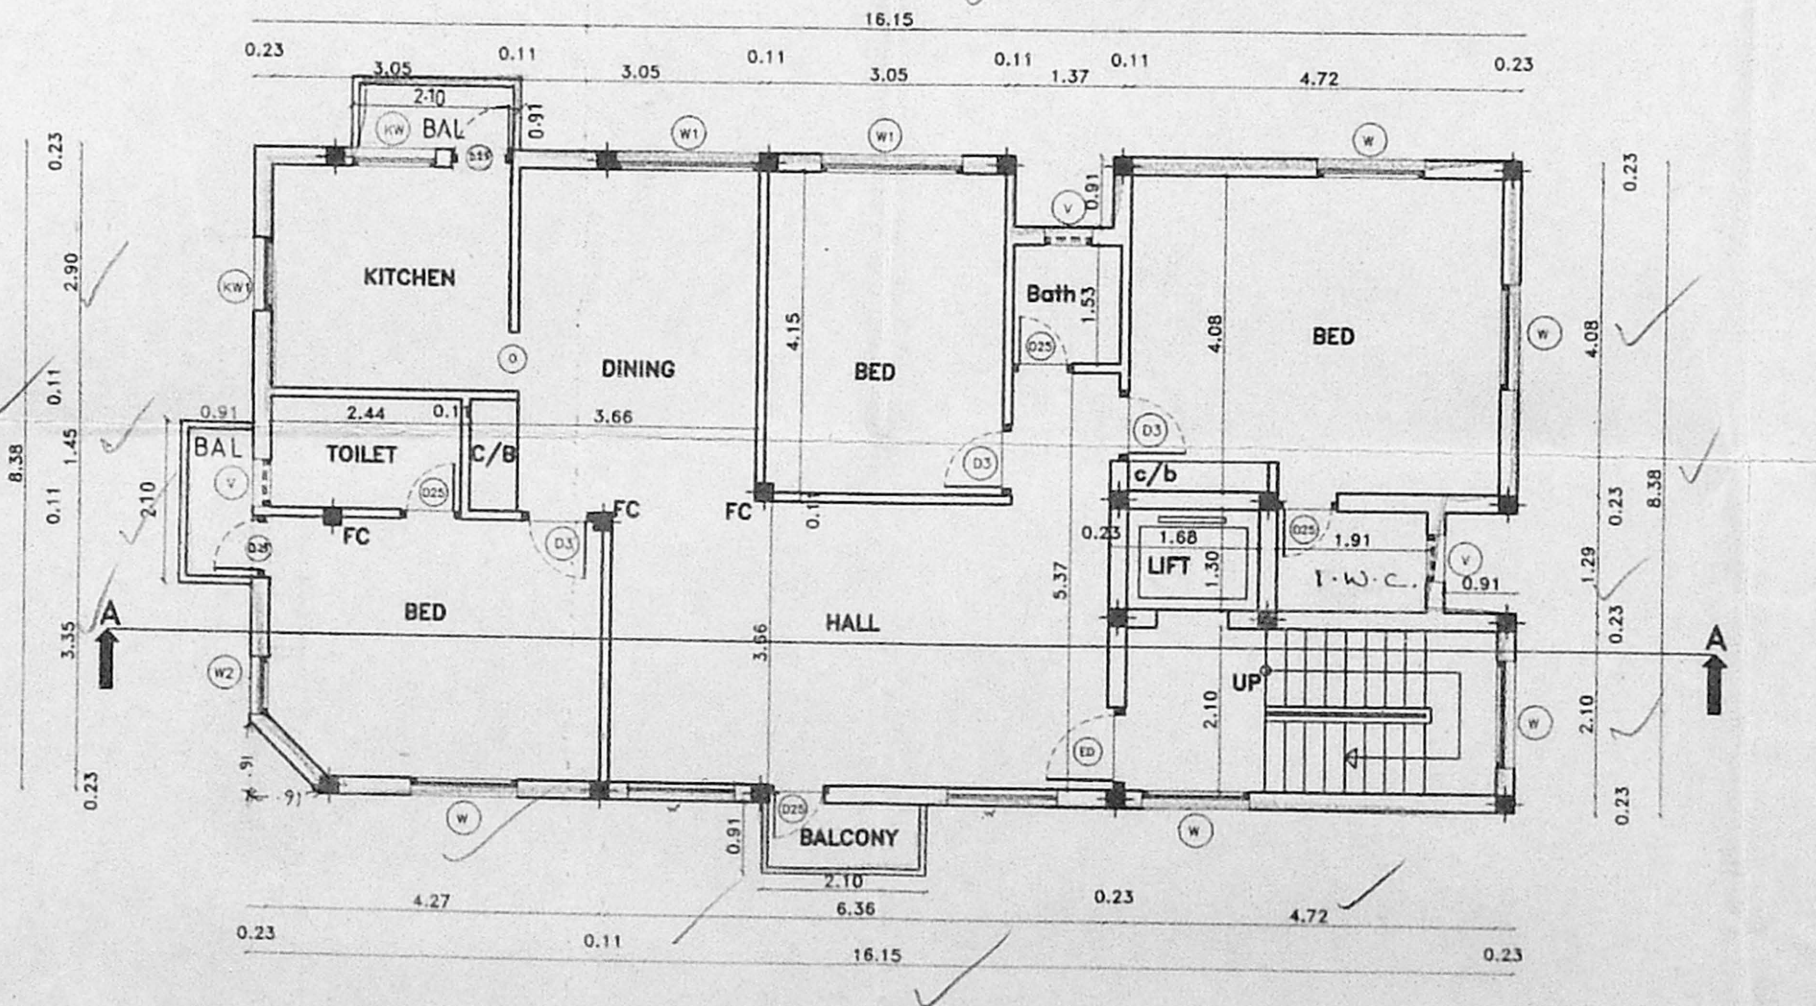 16.15
0.23 0.11 0.11 0.11 0.11 0.23
3.05 3.05 3.05 1.37 4.72
2.10
KW BAL 0.91 W1 W1 W
0.23 0.23
V 0.91
2.90
KW1 KITCHEN Bath 1.53
4.15 4.08 BED W 4.08
D25
O
DINING BED
0.11
0.91 2.44 0.11 3.66
D3
BAL TOILET C/B D3 c/b
8.38 1.45 V D25 8.38
2.10 0.11 FC FC 0.11 0.23
FC D3 0.23 1.68 D25 1.91
LIFT 1.30 I.W.C. V 0.91 1.29
5.37
A BED HALL 0.23 A
3.35 3.66
W2 UP
2.10 W 2.10
ED
.91 0.23
.91 0.23
W D25 W
0.91 BALCONY
2.10
4.27 6.36 0.23 4.72
0.23 0.11 16.15 0.23